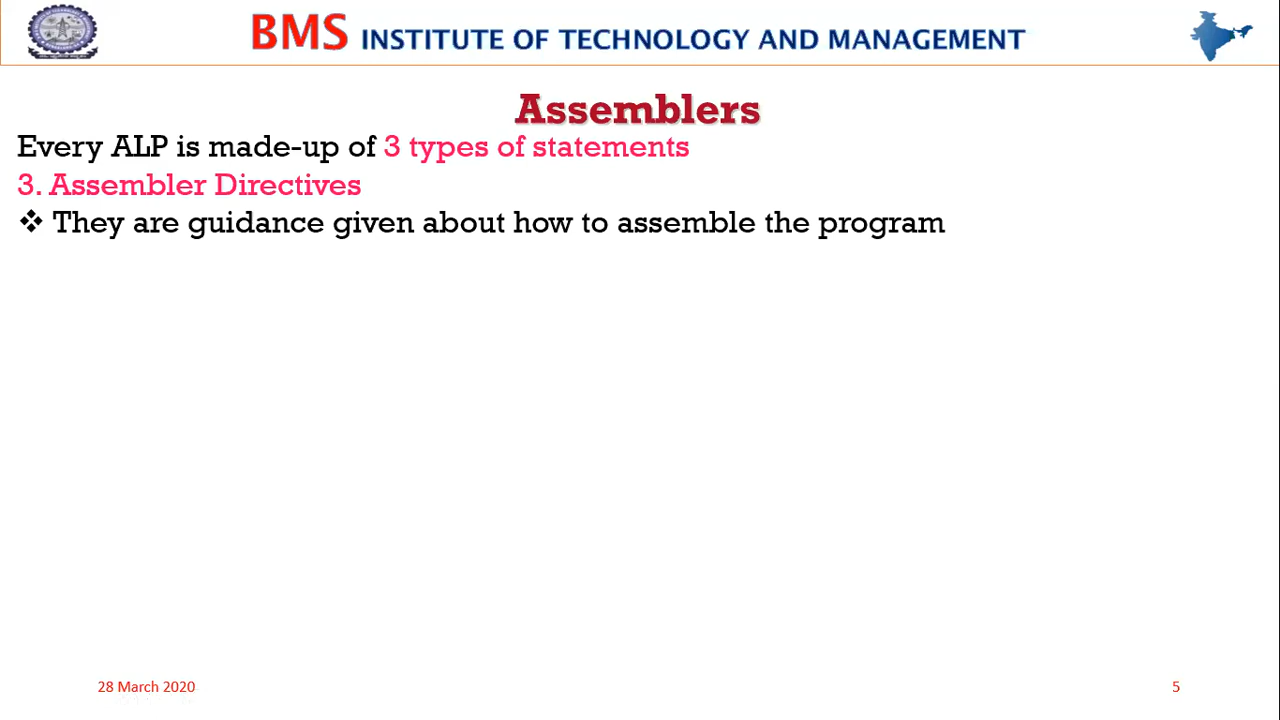 BMS INSTITUTE OF TECHNOLOGY AND MANAGEMENT
Assemblers
Every ALP is made-up of 3 types of statements
3. Assembler Directives
❖ They are guidance given about how to assemble the program
28 March 2020
5